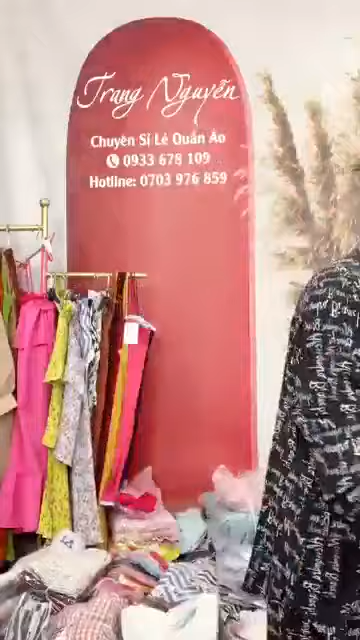 Trang Nguyễn
Chuyên Sỉ Lẻ Quần Áo
0933 678 109
Hotline: 0703 976 859